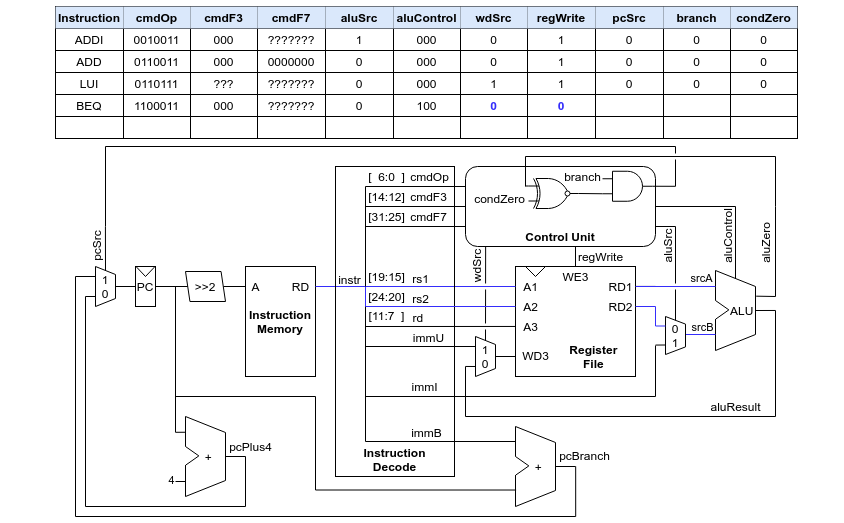 Instruction cmdOp cmdF3 cmdF7 aluSrc aluControl wdSrc regWrite pcSrc branch condZero
ADDI 0010011 000 ??????? 1 000 0 1 0 0 0
ADD 0110011 000 0000000 0 000 0 1 0 0 0
LUI 0110111 ??? ??????? 0 000 1 1 0 0 0
BEQ 1100011 000 ??????? 0 100 0 0
[ 6:0 ] cmdOp
branch
[14:12] cmdF3
condZero
[31:25] cmdF7
Control Unit
pcSrc
wdSrc
regWrite
aluSrc
aluControl
aluZero
1
0
PC
>>2
A RD
Instruction
Memory
instr
[19:15] rs1
[24:20] rs2
[11:7 ] rd
immU
immI
immB
Instruction
Decode
1
0
WE3
A1 RD1
A2 RD2
A3
WD3
Register
File
srcA
srcB
0
1
ALU
aluResult
pcPlus4
+
4
pcBranch
+